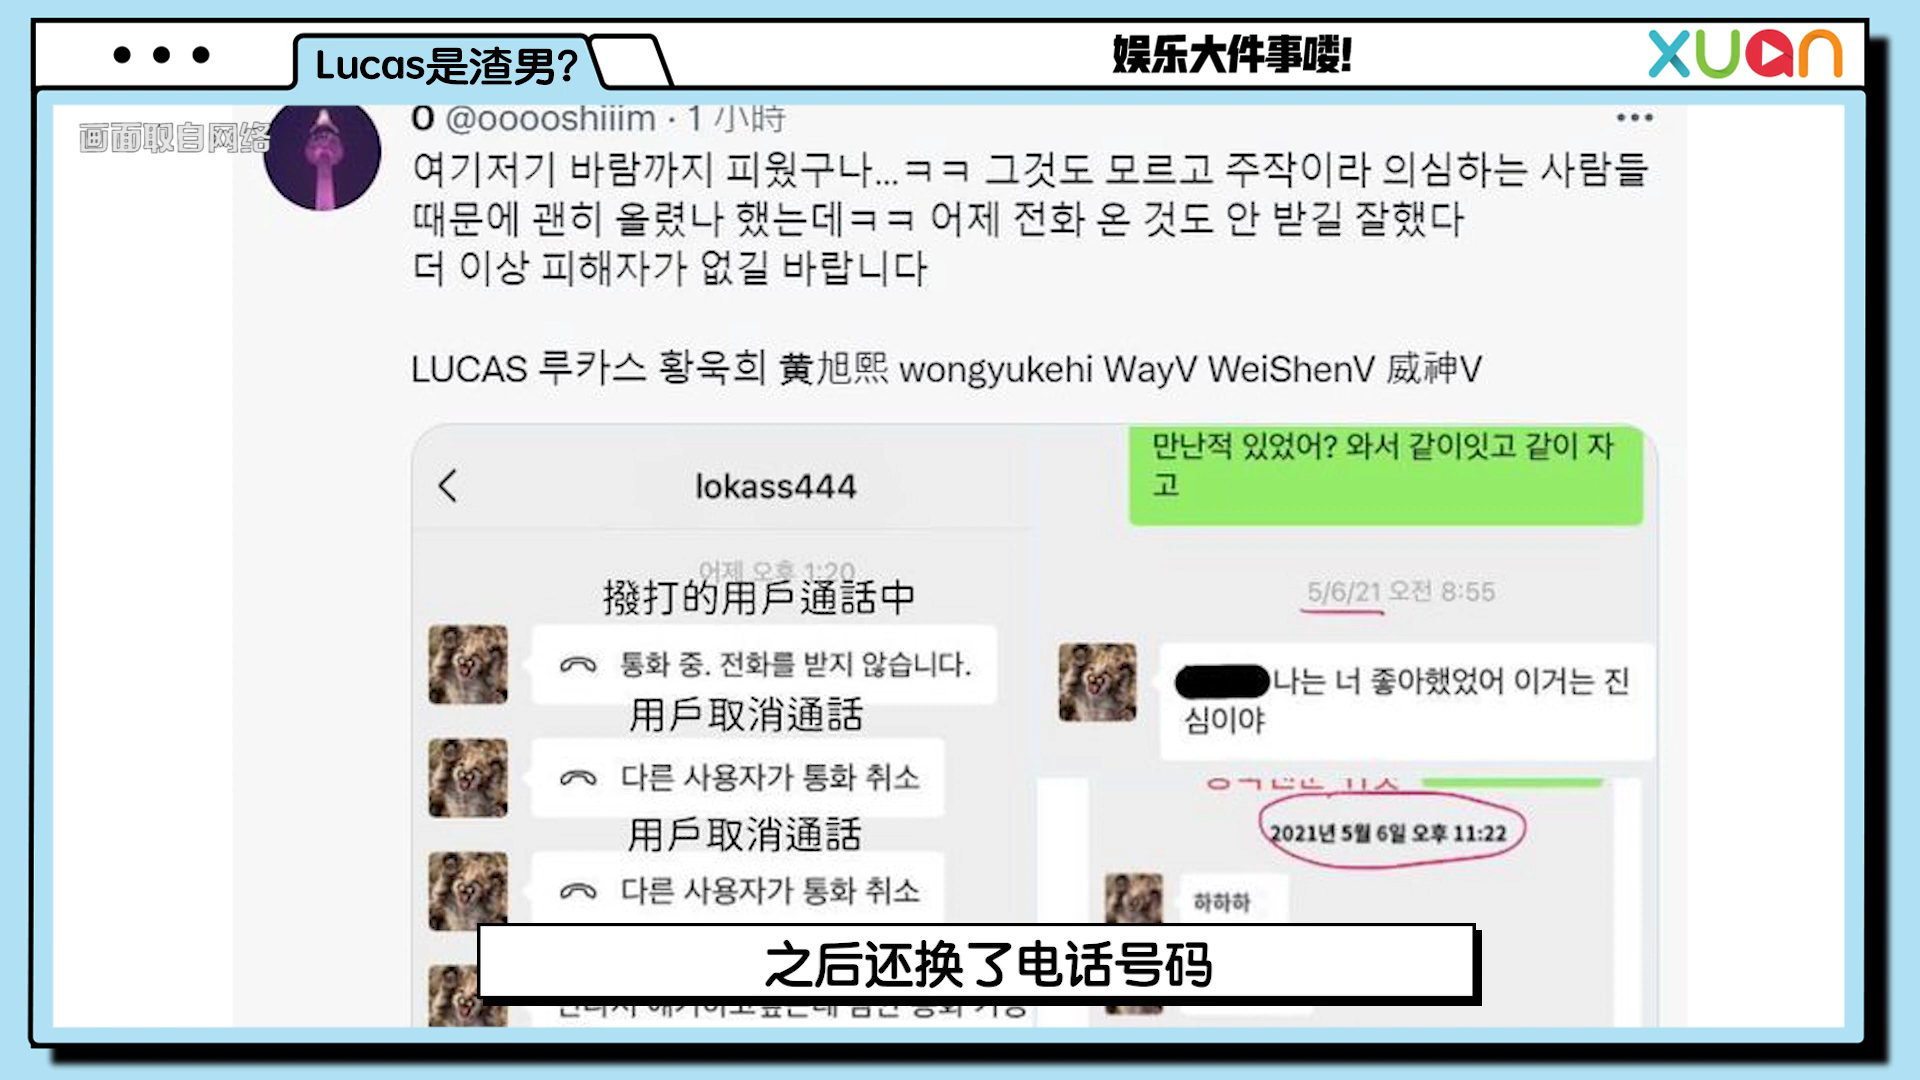 Lucas是渣男?
娱乐大件事喽!
XUAN
画面取自网络
O @ooooshiiim · 1 小時
여기저기 바람까지 피웠구나...ㅋㅋ 그것도 모르고 주작이라 의심하는 사람들
때문에 괜히 올렸나 했는데ㅋㅋ 어제 전화 온 것도 안 받길 잘했다
더 이상 피해자가 없길 바랍니다
LUCAS 루카스 황욱희 黄旭熙 wongyukehi WayV WeiShenV 威神V
lokass444
어제 오후 1:20
撥打的用戶通話中
통화 중. 전화를 받지 않습니다.
用戶取消通話
다른 사용자가 통화 취소
用戶取消通話
다른 사용자가 통화 취소
만난적 있었어? 와서 같이잇고 같이 자
고
5/6/21 오전 8:55
나는 너 좋아했었어 이거는 진
심이야
2021년 5월 6일 오후 11:22
하하하
之后还换了电话号码